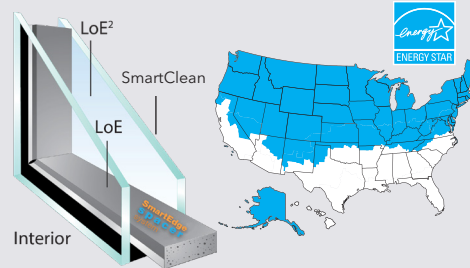 LoE²
SmartClean
LoE
SmartEdge
spacer
Interior
energy
ENERGY STAR